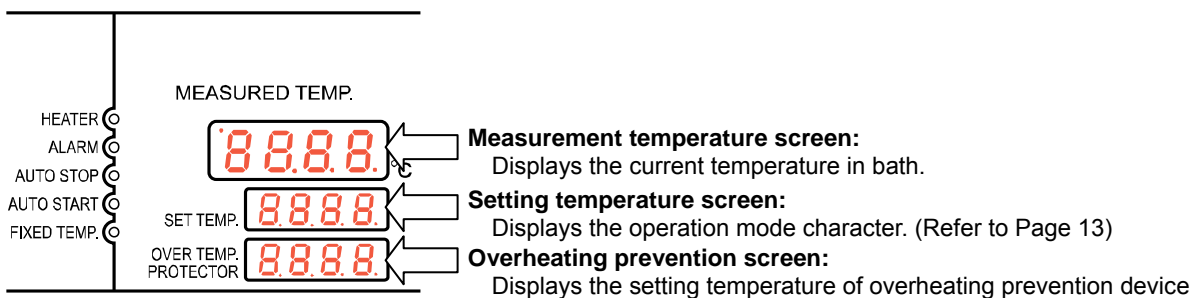 MEASURED TEMP.
HEATER
ALARM
AUTO STOP
AUTO START
FIXED TEMP.
8.8.8.8.
°C
SET TEMP.
8.8.8.8.
OVER TEMP.
PROTECTOR
8.8.8.8.
Measurement temperature screen:
Displays the current temperature in bath.
Setting temperature screen:
Displays the operation mode character. (Refer to Page 13)
Overheating prevention screen:
Displays the setting temperature of overheating prevention device